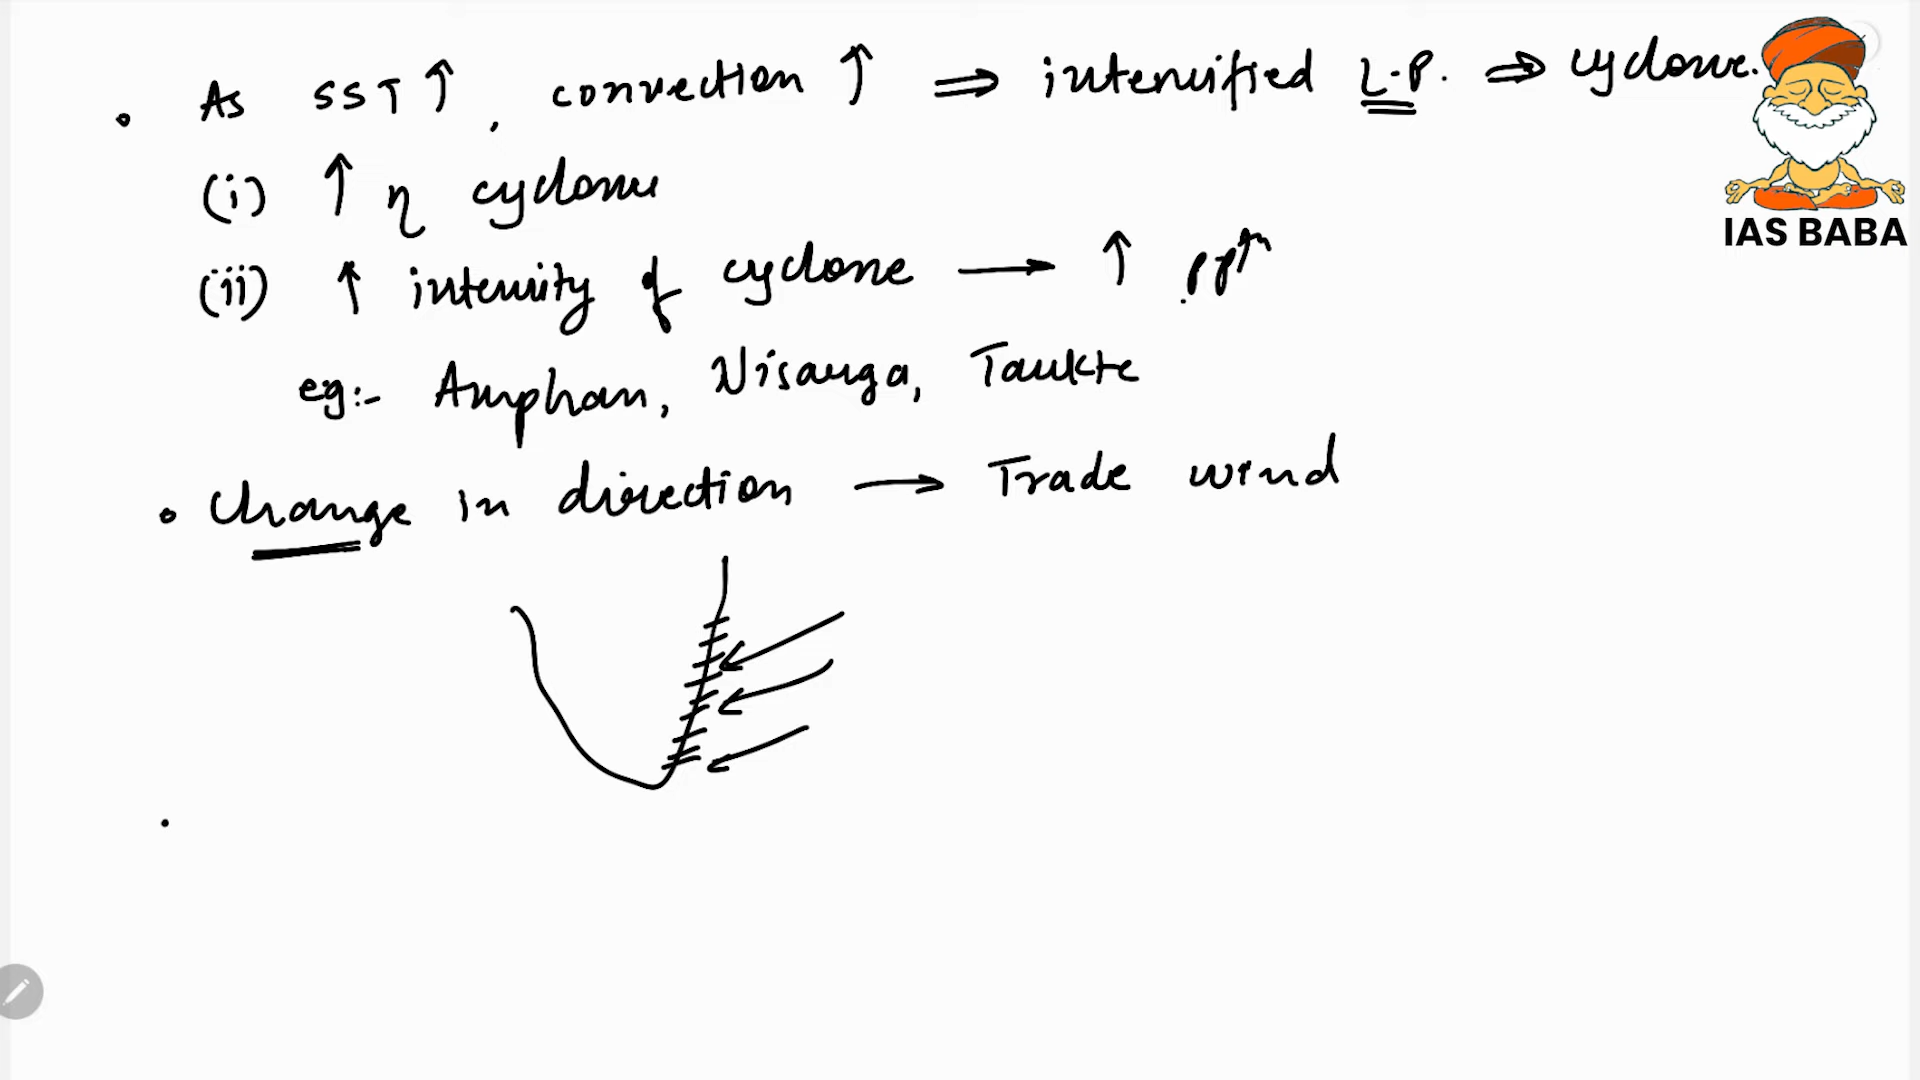 • As SST ↑, convection ↑ ⇒ intensified L.P. ⇒ cyclone.
IAS BABA
(i) ↑ η cyclone
(ii) ↑ intensity of cyclone → ↑ pptn
eg:- Amphan, Nisarga, Taukte
• Change in direction → Trade wind
•